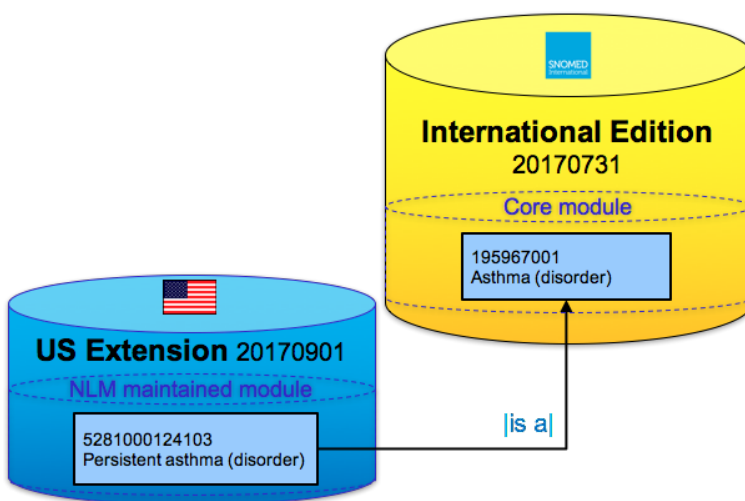 SNOMED
International
International Edition
20170731
Core module
195967001
Asthma (disorder)
US Extension 20170901
NLM maintained module
5281000124103
Persistent asthma (disorder)
|is a|